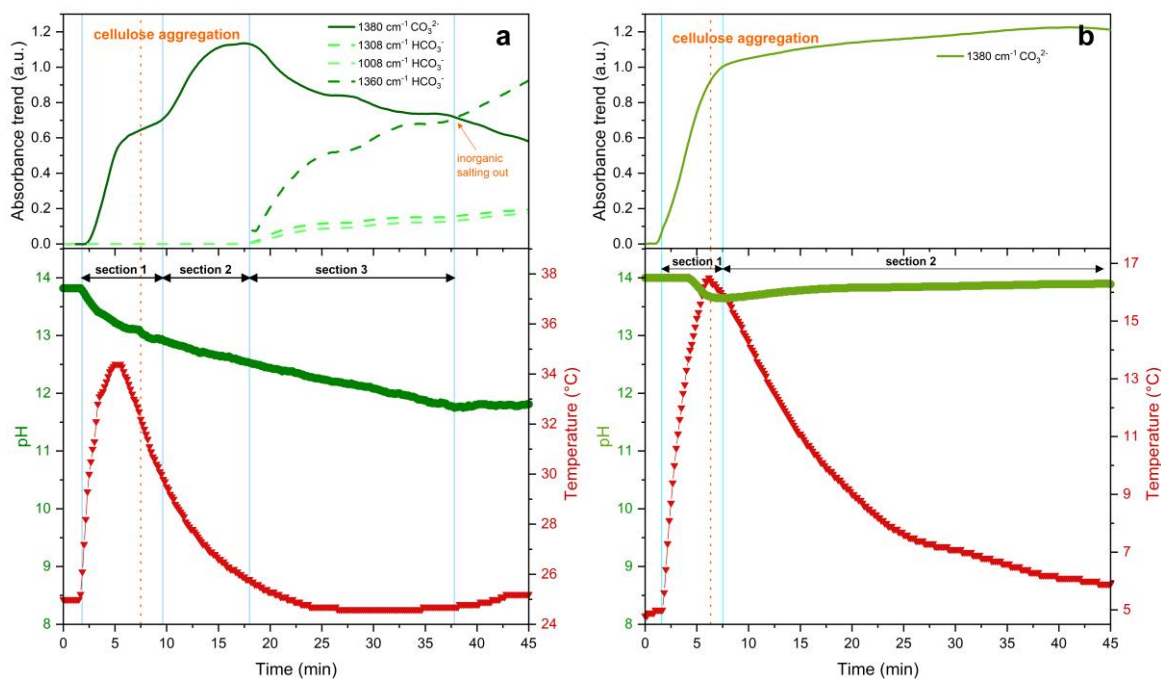 a
cellulose aggregation
1380 cm⁻¹ CO₃²⁻
1308 cm⁻¹ HCO₃⁻
1008 cm⁻¹ HCO₃⁻
1360 cm⁻¹ HCO₃⁻
inorganic
salting out
Absorbance trend (a.u.)
1.2
1.0
0.8
0.6
0.4
0.2
0.0
section 1
section 2
section 3
pH
14
13
12
11
10
9
8
Temperature (°C)
38
36
34
32
30
28
26
24
0
5
10
15
20
25
30
35
40
45
Time (min)
b
cellulose aggregation
1380 cm⁻¹ CO₃²⁻
Absorbance trend (a.u.)
1.2
1.0
0.8
0.6
0.4
0.2
0.0
section 1
section 2
pH
14
13
12
11
10
9
8
Temperature (°C)
17
16
13
11
9
7
5
0
5
10
15
20
25
30
35
40
45
Time (min)